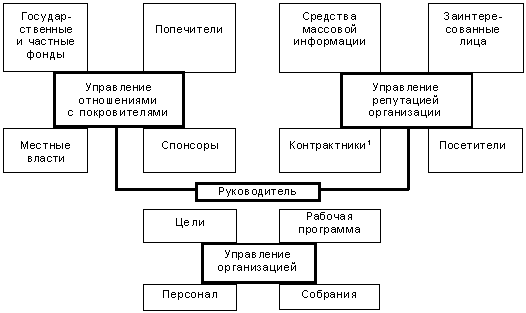 Государ-
ственные
и частные
фонды
Попечители
Управление
отношениями
с покровителями
Местные
власти
Спонсоры
Средства
массовой
информации
Заинтере-
сованные
лица
Управление
репутацией
организации
Контрактники¹
Посетители
Руководитель
Цели
Рабочая
программа
Управление
организацией
Персонал
Собрания